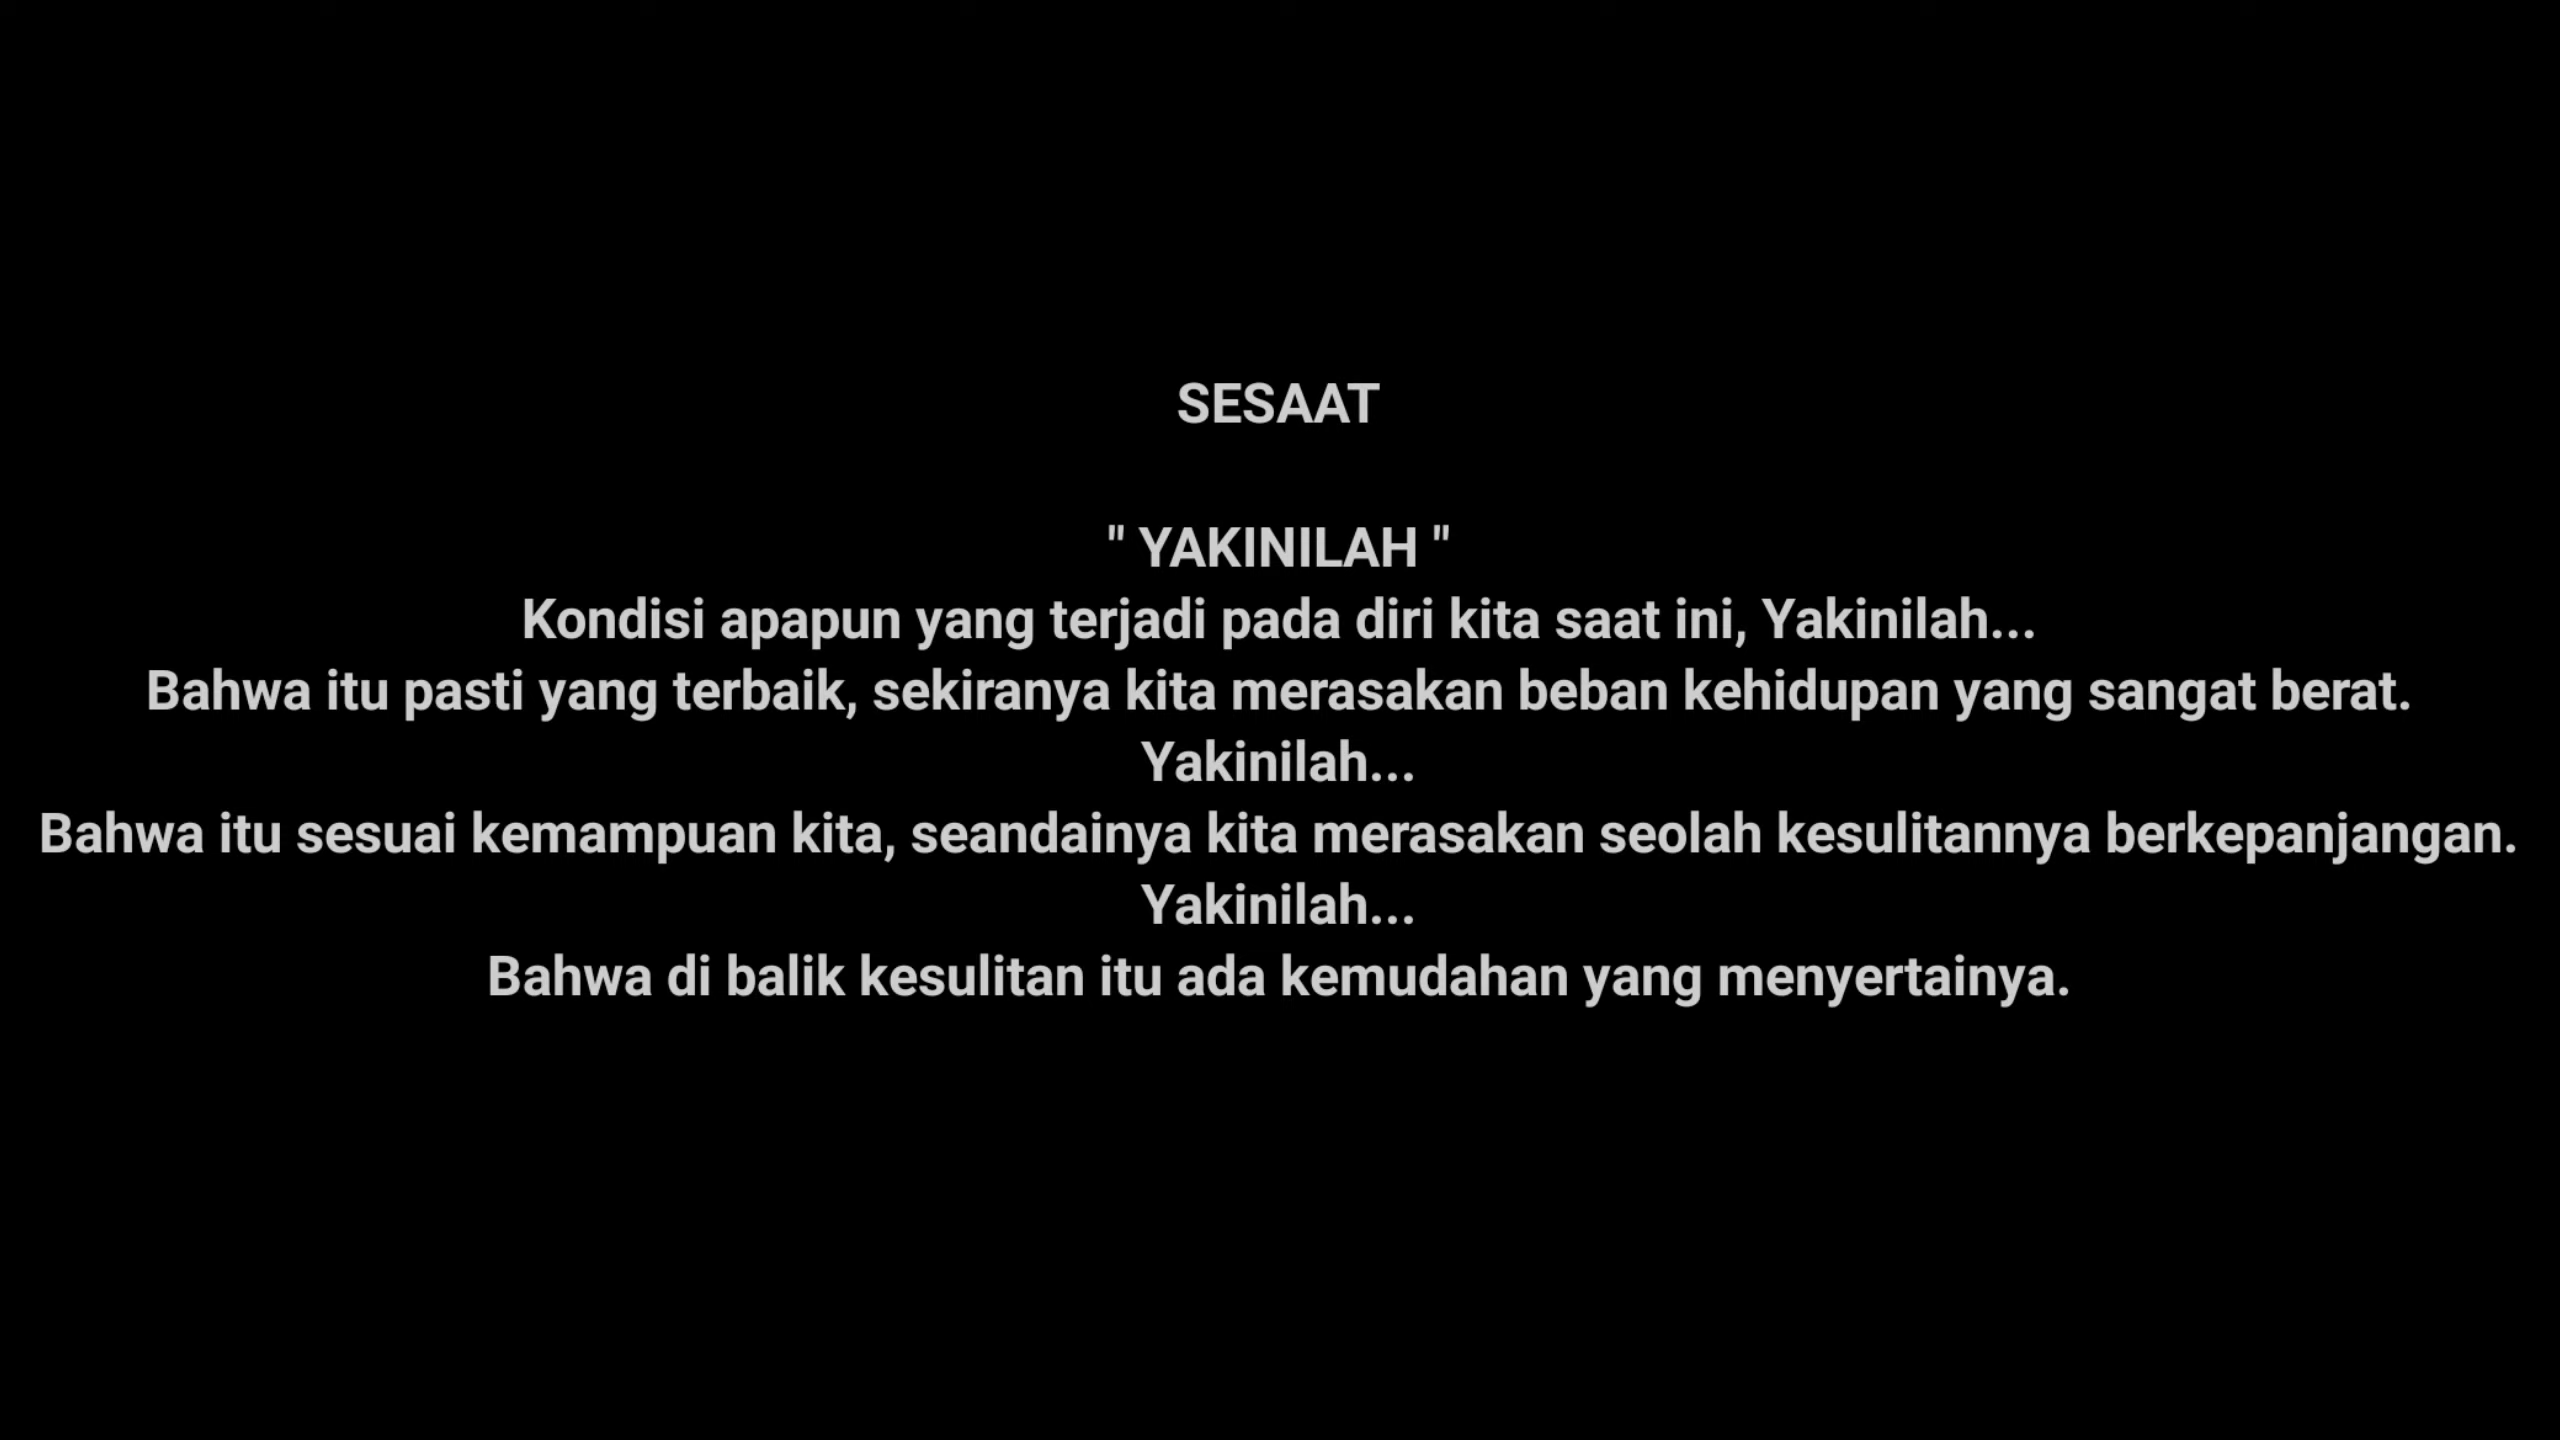 SESAAT
" YAKINILAH "
Kondisi apapun yang terjadi pada diri kita saat ini, Yakinilah...
Bahwa itu pasti yang terbaik, sekiranya kita merasakan beban kehidupan yang sangat berat.
Yakinilah...
Bahwa itu sesuai kemampuan kita, seandainya kita merasakan seolah kesulitannya berkepanjangan.
Yakinilah...
Bahwa di balik kesulitan itu ada kemudahan yang menyertainya.